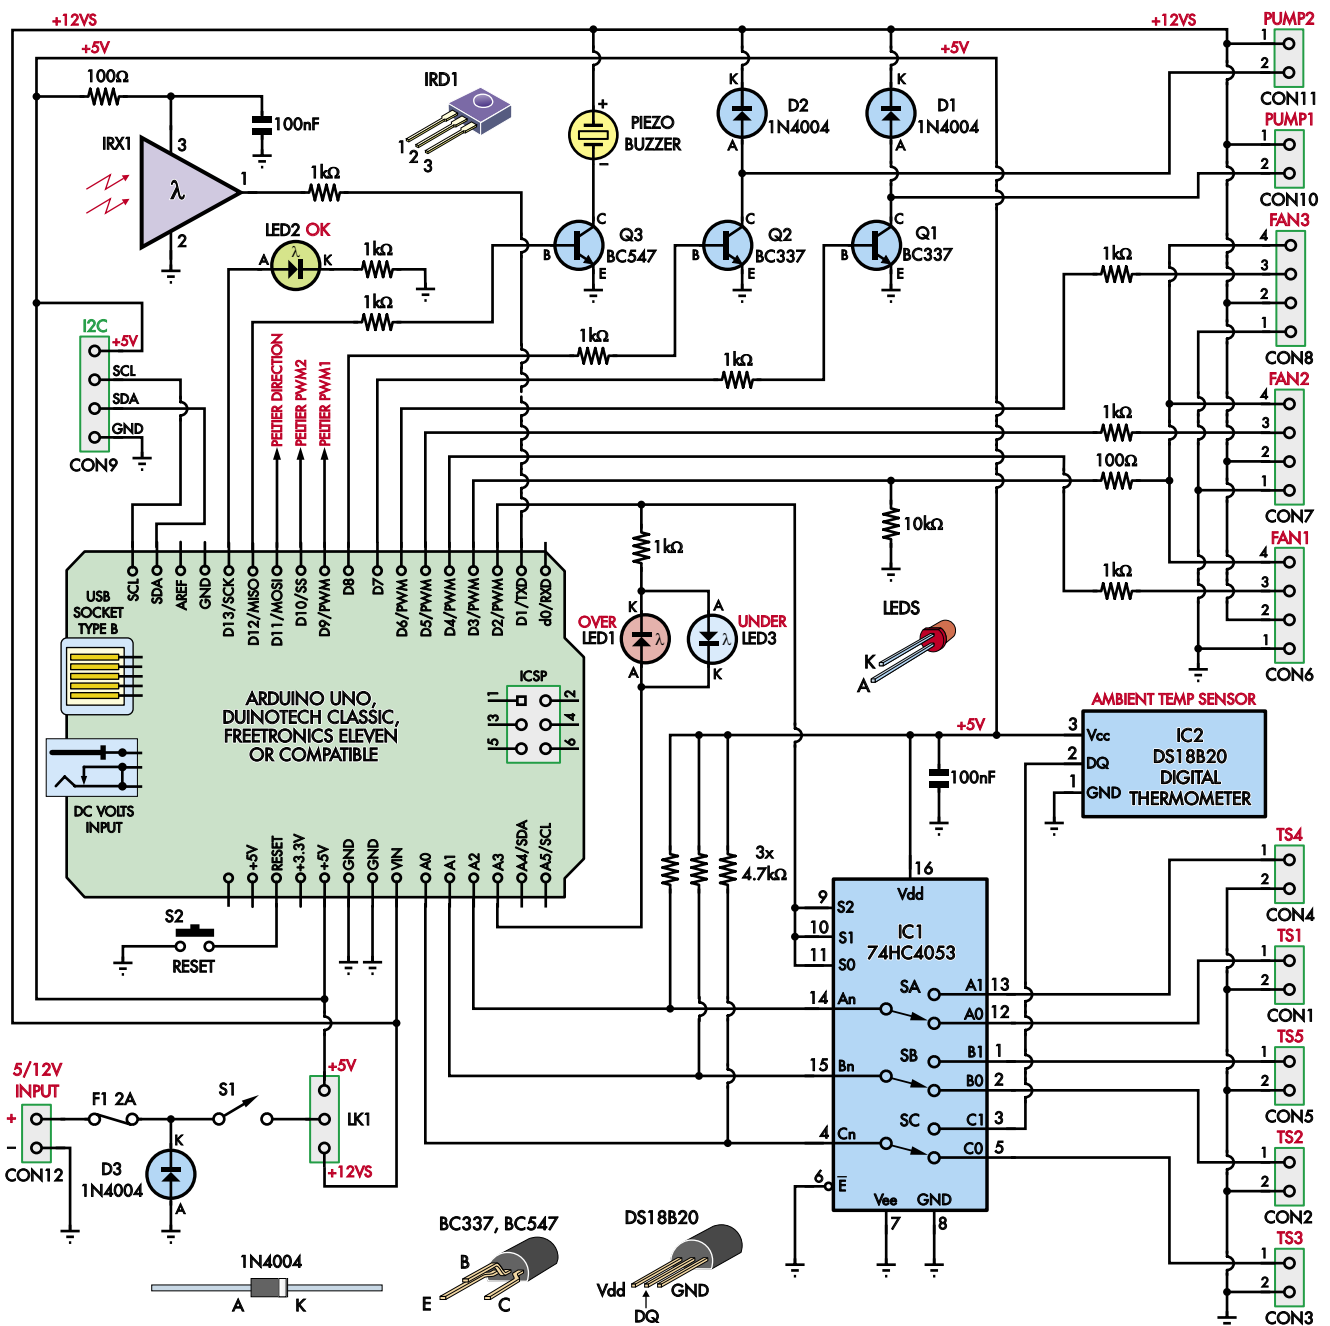 +12VS
+12VS
PUMP2
+5V
+5V
1
2
CON11
100Ω
IRD1
K
D2
1N4004
A
K
D1
1N4004
A
100nF
IRX1
3
1
2
λ
1 2 3
+
PIEZO
BUZZER
–
PUMP1
1
2
CON10
1kΩ
LED2 OK
A
λ
K
1kΩ
1kΩ
C
Q3
B
BC547
E
C
Q2
B
BC337
E
C
Q1
B
BC337
E
FAN3
4
3
2
1
CON8
1kΩ
I2C
+5V
SCL
SDA
GND
CON9
PELTIER DIRECTION
PELTIER PWM2
PELTIER PWM1
1kΩ
1kΩ
FAN2
4
3
2
1
CON7
1kΩ
100Ω
10kΩ
1kΩ
FAN1
4
3
2
1
CON6
1kΩ
USB
SOCKET
TYPE B
SCL
SDA
AREF
GND
D13/SCK
D12/MISO
D11/MOSI
D10/SS
D9/PWM
D8
D7
D6/PWM
D5/PWM
D4/PWM
D3/PWM
D2/PWM
D1/TXD
D0/RXD
OVER
LED1
K
λ
A
UNDER
LED3
A
λ
K
LEDS
K
A
ARDUINO UNO,
DUINOTECH CLASSIC,
FREETRONICS ELEVEN
OR COMPATIBLE
ICSP
1 2
3 4
5 6
DC VOLTS
INPUT
+5V
RESET
+3.3V
+5V
GND
GND
VIN
A0
A1
A2
A3
A4/SDA
A5/SCL
+5V
100nF
3x
4.7kΩ
AMBIENT TEMP SENSOR
3
Vcc
2
DQ
1
GND
IC2
DS18B20
DIGITAL
THERMOMETER
S2
RESET
16
Vdd
9
S2
10
S1
11
S0
IC1
74HC4053
14
An
SA
A1
13
A0
12
15
Bn
SB
B1
1
B0
2
4
Cn
SC
C1
3
C0
5
6
E
Vee
GND
7
8
TS4
1
2
CON4
TS1
1
2
CON1
TS5
1
2
CON5
TS2
1
2
CON2
TS3
1
2
CON3
5/12V
INPUT
+
–
CON12
F1 2A
S1
K
D3
1N4004
A
+5V
LK1
+12VS
1N4004
A
K
BC337, BC547
B
E
C
DS18B20
Vdd
GND
DQ